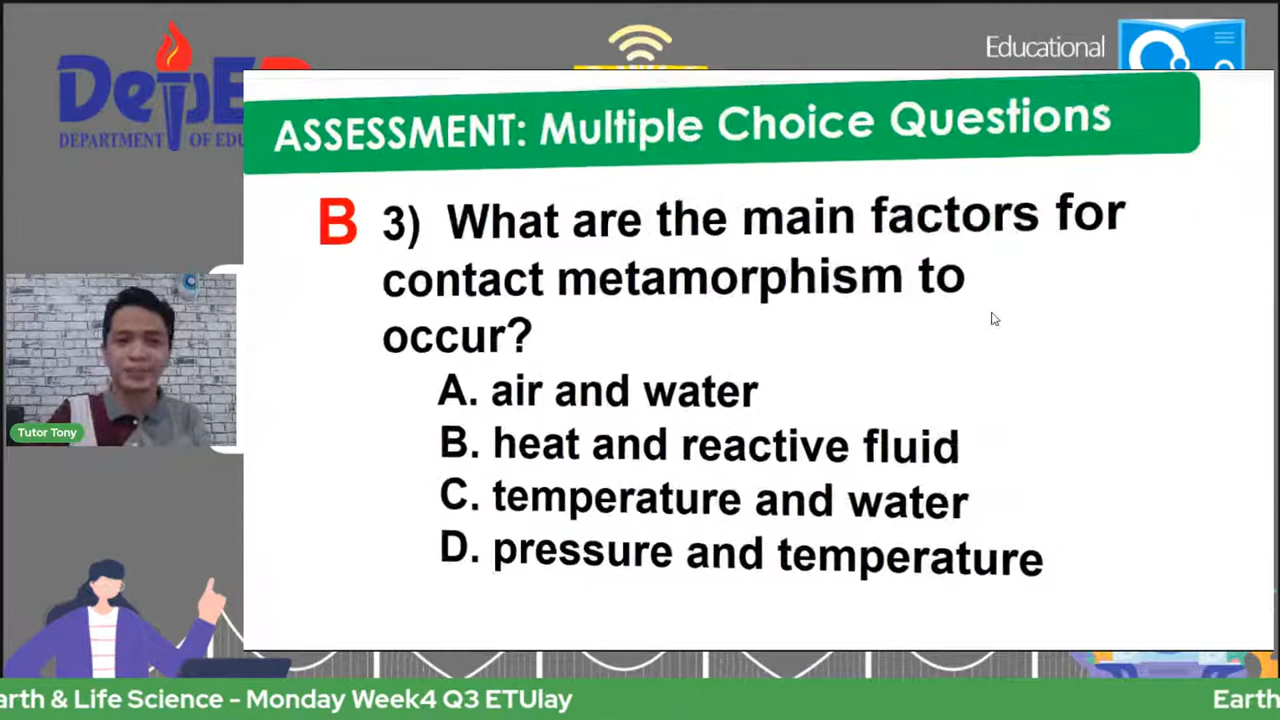 Educational
DepED
DEPARTMENT OF EDU
ASSESSMENT: Multiple Choice Questions
B 3) What are the main factors for
contact metamorphism to
occur?
A. air and water
B. heat and reactive fluid
C. temperature and water
D. pressure and temperature
Tutor Tony
arth & Life Science - Monday Week4 Q3 ETUlay
Earth